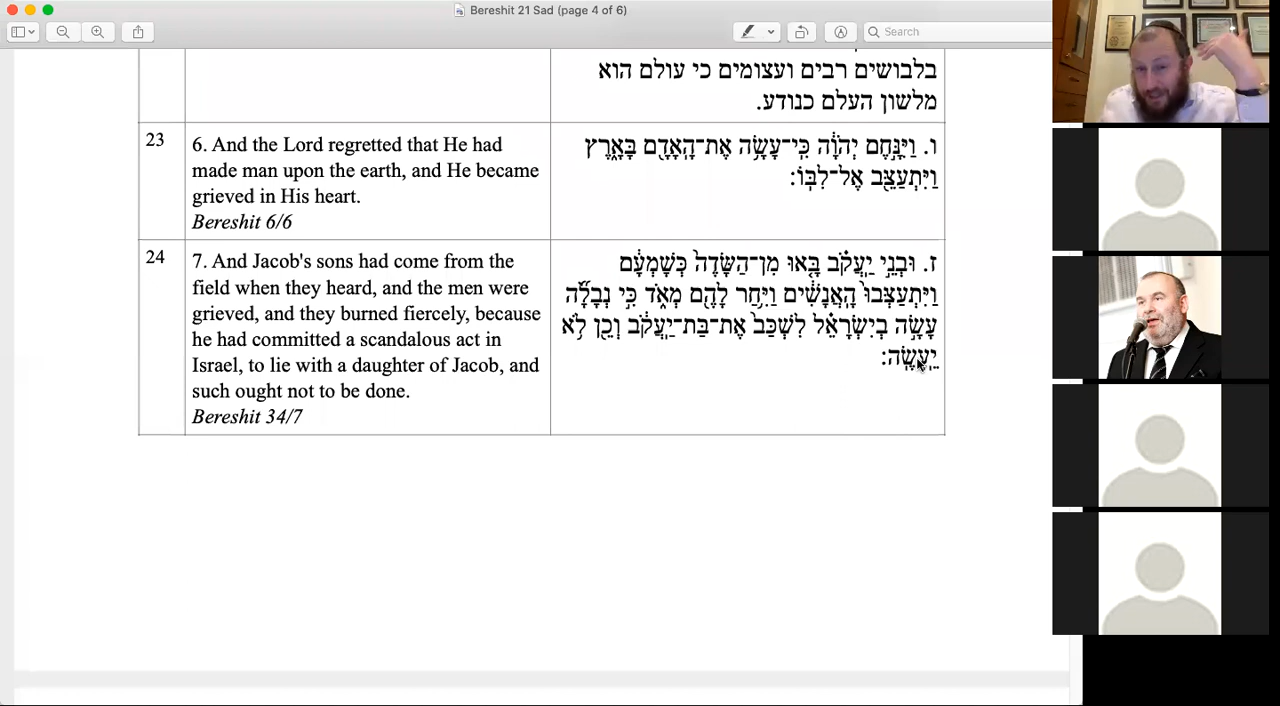 Bereshit 21 Sad (page 4 of 6)
Search
בלבושים רבים ועצומים כי עולם הוא
מלשון העלם כנודע.
23
6. And the Lord regretted that He had
made man upon the earth, and He became
grieved in His heart.
Bereshit 6/6
ו. וַיִּנָּ֣חֶם יְהֹוָ֔ה כִּֽי־עָשָׂ֥ה אֶת־הָֽאָדָ֖ם בָּאָ֑רֶץ
וַיִּתְעַצֵּ֖ב אֶל־לִבּֽוֹ:
24
7. And Jacob's sons had come from the
field when they heard, and the men were
grieved, and they burned fiercely, because
he had committed a scandalous act in
Israel, to lie with a daughter of Jacob, and
such ought not to be done.
Bereshit 34/7
ז. וּבְנֵ֨י יַֽעֲקֹ֜ב בָּ֤אוּ מִן־הַשָּׂדֶה֙ כְּשָׁמְעָ֔ם
וַיִּתְעַצְּבוּ֙ הָֽאֲנָשִׁ֔ים וַיִּ֥חַר לָהֶ֖ם מְאֹ֑ד כִּ֣י נְבָלָ֞ה
עָשָׂ֣ה בְיִשְׂרָאֵ֗ל לִשְׁכַּב֙ אֶת־בַּת־יַֽעֲקֹ֔ב וְכֵ֖ן לֹ֥א
יֵֽעָשֶֽׂה: